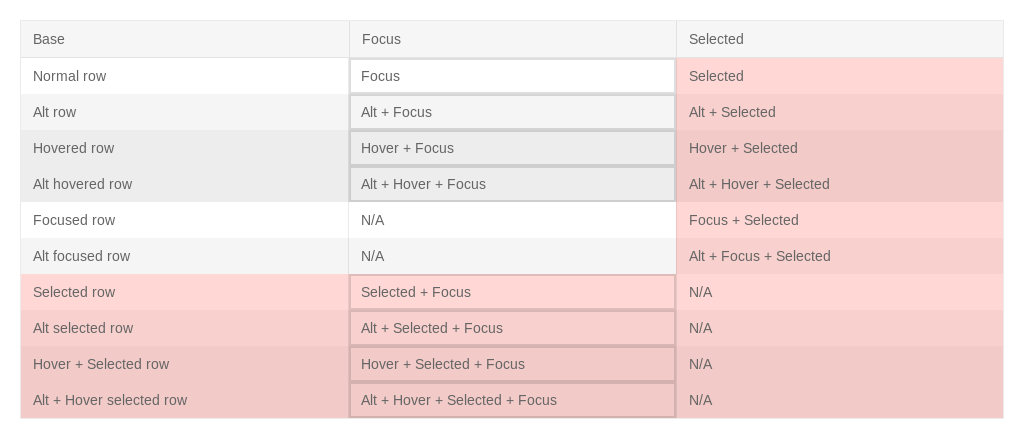 Base Focus Selected
Normal row Focus Selected
Alt row Alt + Focus Alt + Selected
Hovered row Hover + Focus Hover + Selected
Alt hovered row Alt + Hover + Focus Alt + Hover + Selected
Focused row N/A Focus + Selected
Alt focused row N/A Alt + Focus + Selected
Selected row Selected + Focus N/A
Alt selected row Alt + Selected + Focus N/A
Hover + Selected row Hover + Selected + Focus N/A
Alt + Hover selected row Alt + Hover + Selected + Focus N/A